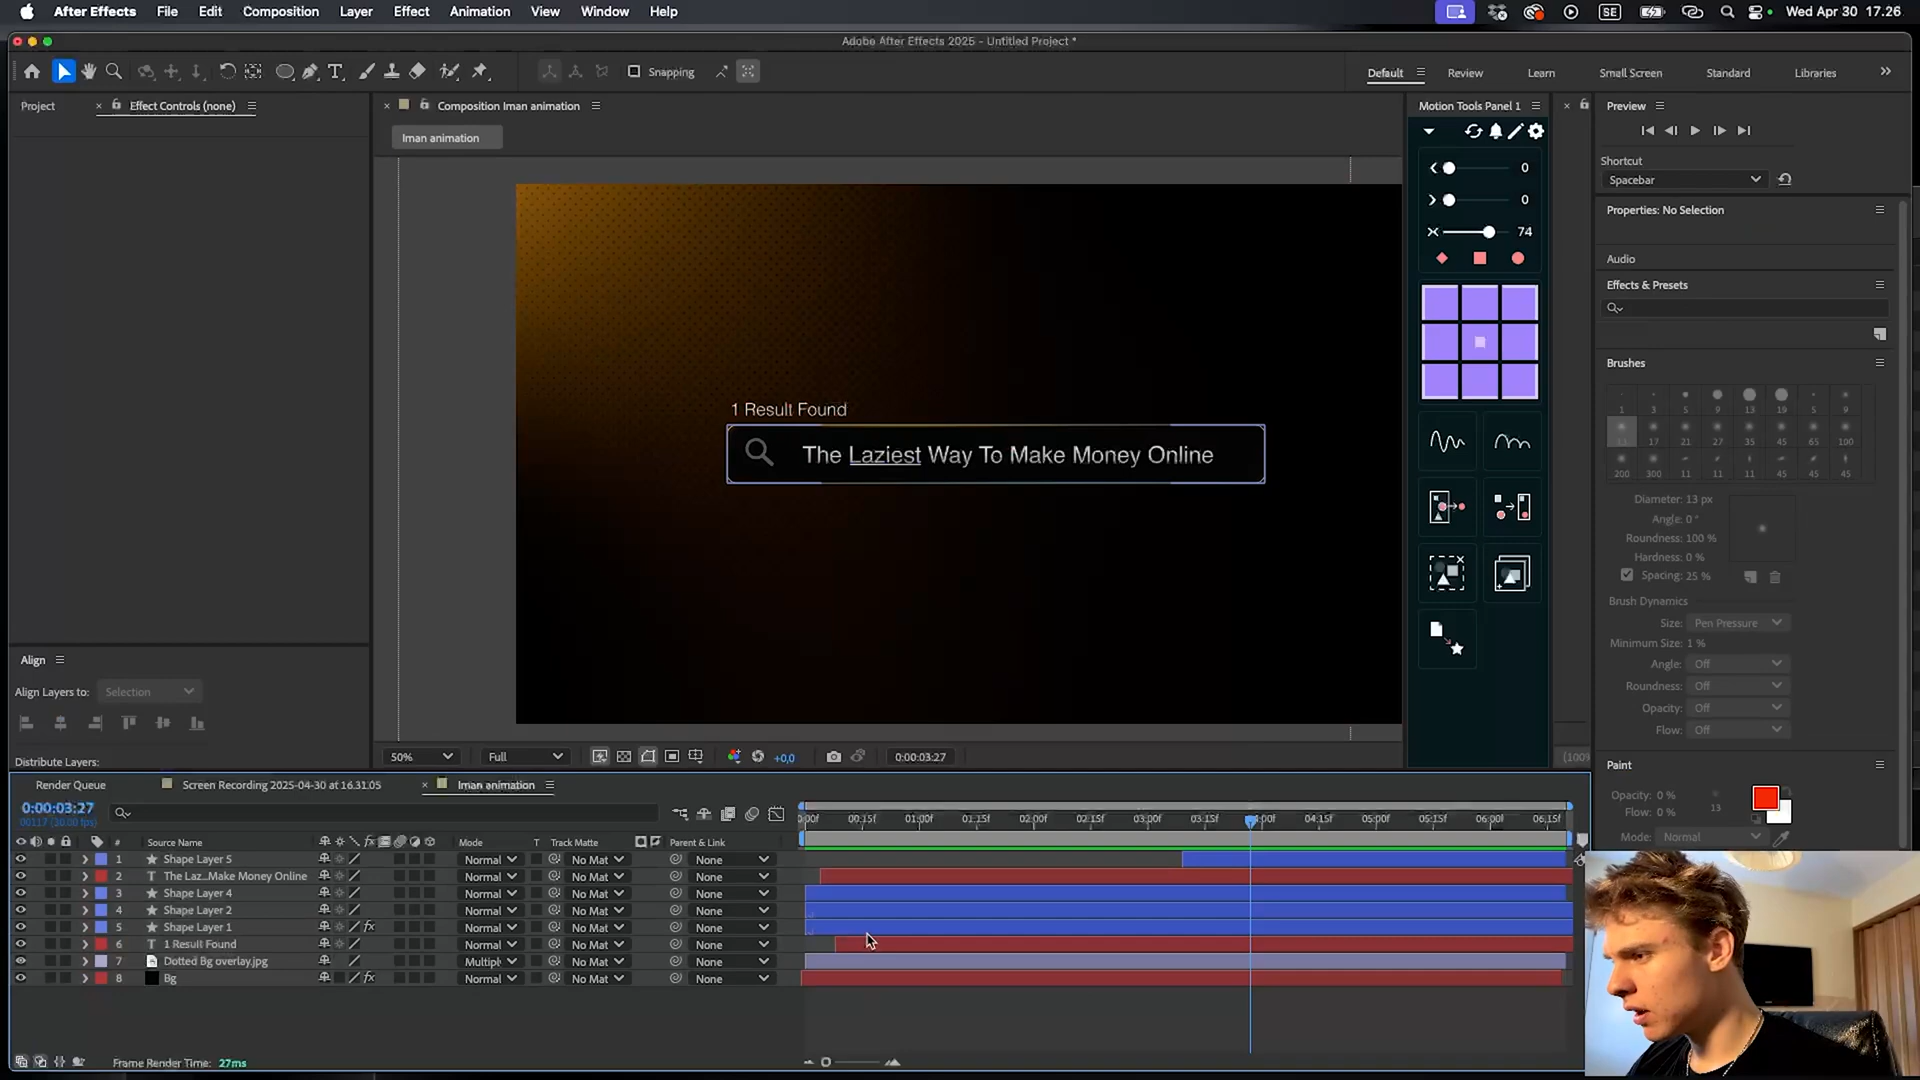 After Effects File Edit Composition Layer Effect Animation View Window Help
SE Wed Apr 30 17.26
Adobe After Effects 2025 - Untitled Project *
Snapping
Default Review Learn Small Screen Standard Libraries
Project
Effect Controls (none)
Composition Iman animation
Iman animation
1 Result Found
The Laziest Way To Make Money Online
Motion Tools Panel 1
0
0
74
Preview
Shortcut
Spacebar
Properties: No Selection
Audio
Effects & Presets
Brushes
1 3 5 9 13 19 5 9
17 21 27 35 45 65 100
200 300 11 11 45 45 45 45
Diameter: 13 px
Angle: 0°
Roundness: 100 %
Hardness: 0 %
Spacing: 25 %
Brush Dynamics
Size: Pen Pressure
Minimum Size: 1 %
Angle: Off
Roundness: Off
Opacity: Off
Flow: Off
Paint
Opacity: 0 %
Flow: 0 %
13
Mode: Normal
Align
Align Layers to: Selection
Distribute Layers:
50% Full +0,0 0:00:03:27
(100%
Render Queue
Screen Recording 2025-04-30 at 16.31.05
Iman animation
0:00:03:27
00117 (30.00 fps)
0:00f 00:15f 01:00f 01:15f 02:00f 02:15f 03:00f 03:15f 04:00f 04:15f 05:00f 05:15f 06:00f 06:15f
# Source Name fx Mode T Track Matte Parent & Link
1 Shape Layer 5 Normal No Mat None
2 T The Laz...Make Money Online Normal No Mat None
3 Shape Layer 4 Normal No Mat None
4 Shape Layer 2 Normal No Mat None
5 Shape Layer 1 fx Normal No Mat None
6 T 1 Result Found Normal No Mat None
7 Dotted Bg overlay.jpg Multipl No Mat None
8 Bg fx Normal No Mat None
Frame Render Time: 27ms